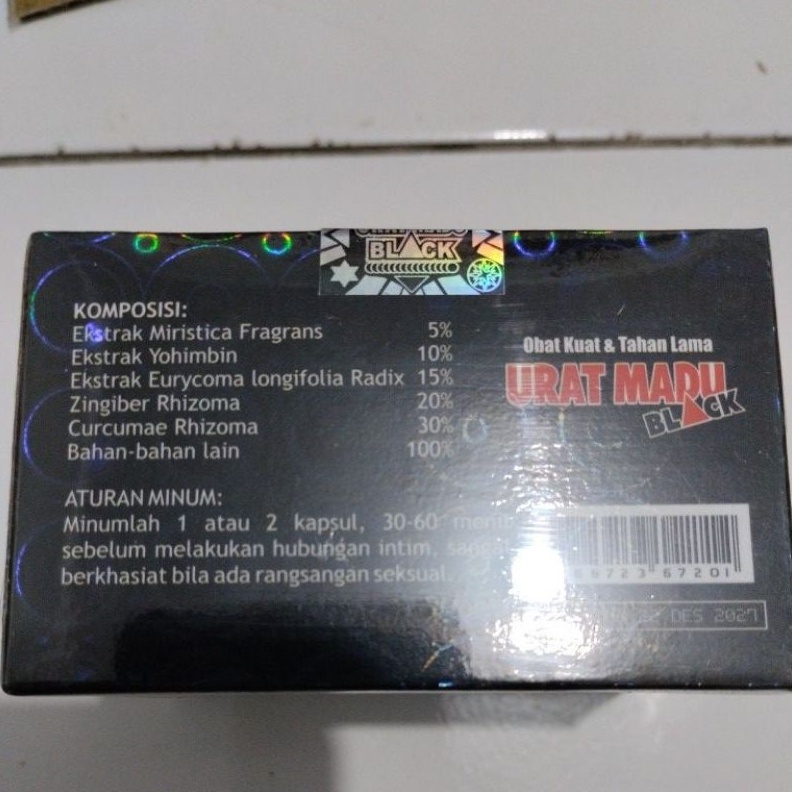 BLACK
KOMPOSISI:
Ekstrak Miristica Fragrans 5%
Ekstrak Yohimbin 10%
Ekstrak Eurycoma longifolia Radix 15%
Zingiber Rhizoma 20%
Curcumae Rhizoma 30%
Bahan-bahan lain 100%
ATURAN MINUM:
Minumlah 1 atau 2 kapsul, 30-60
sebelum melakukan hubungan intim,
berkhasiat bila ada rangsangan seksual
Obat Kuat & Tahan Lama
URAT MADU
BLACK
67201
DES 2027